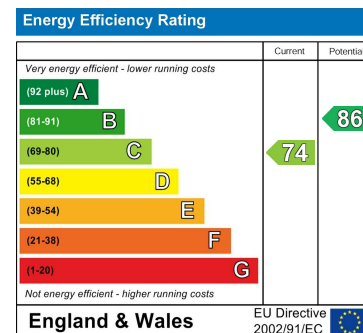 Energy Efficiency Rating
Current
Potential
Very energy efficient - lower running costs
(92 plus) A
(81-91) B
86
(69-80) C
74
(55-68) D
(39-54) E
(21-38) F
(1-20) G
Not energy efficient - higher running costs
England & Wales
EU Directive
2002/91/EC